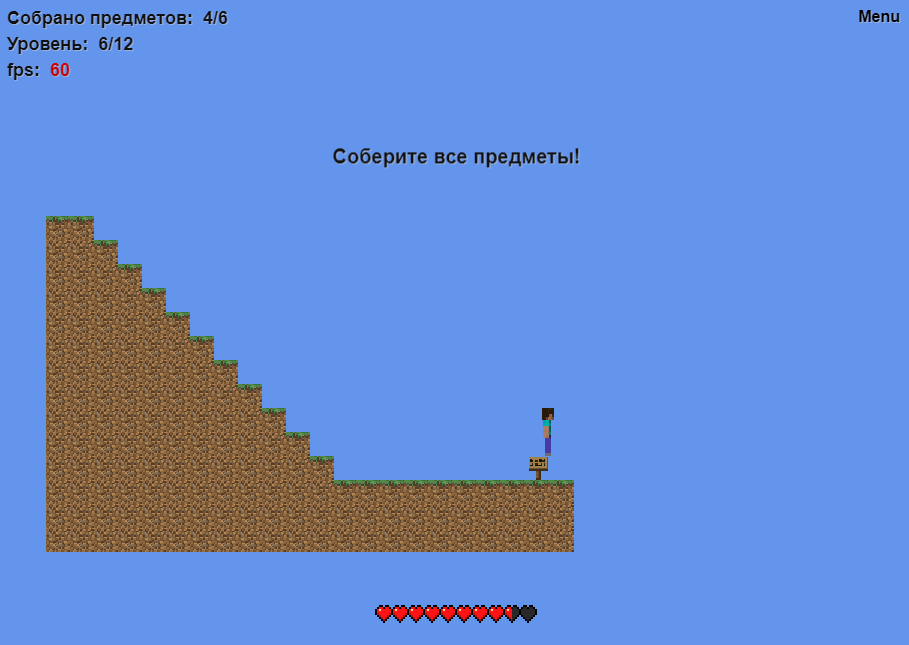 Собрано предметов: 4/6
Menu
Уровень: 6/12
fps: 60
Соберите все предметы!